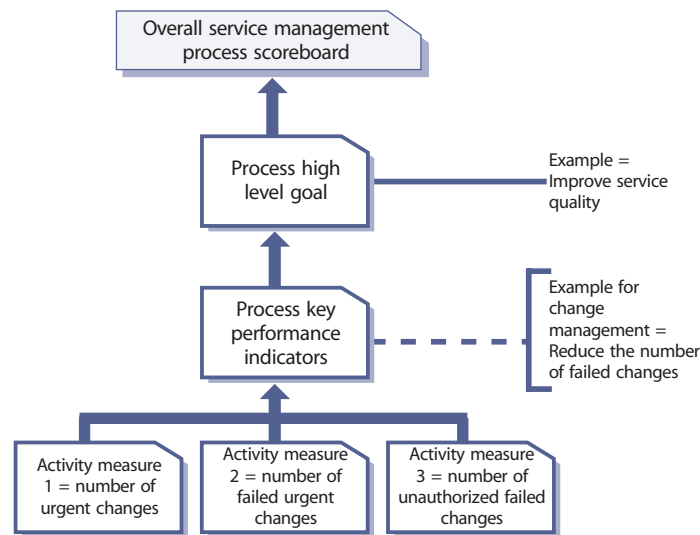 Overall service management
process scoreboard
Process high
level goal
Example =
Improve service
quality
Process key
performance
indicators
Example for
change
management =
Reduce the number
of failed changes
Activity measure
1 = number of
urgent changes
Activity measure
2 = number of
failed urgent
changes
Activity measure
3 = number of
unauthorized failed
changes